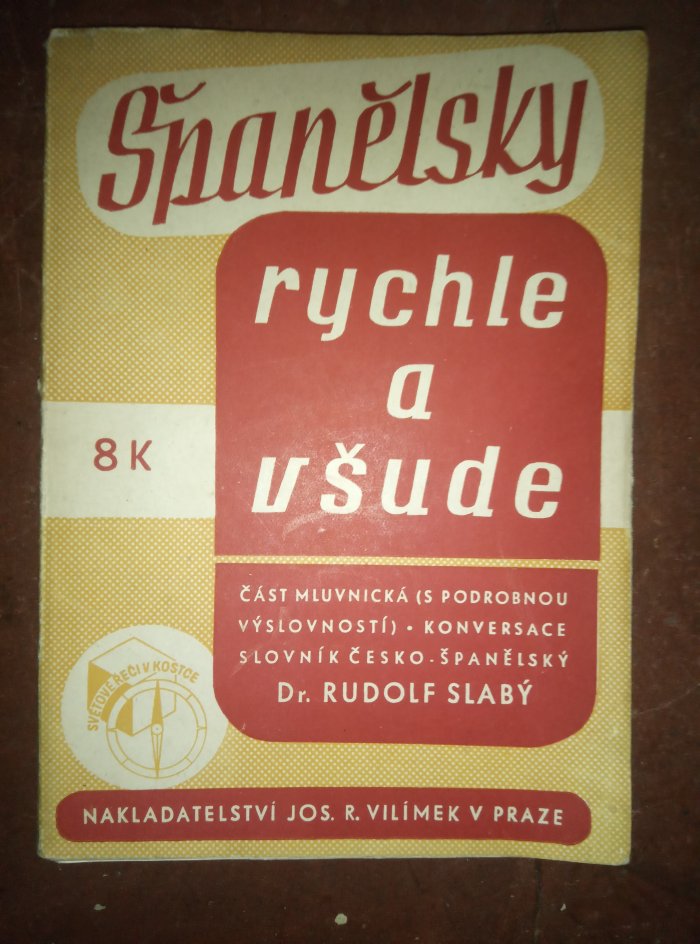 Španělsky
rychle
a
všude
8 K
ČÁST MLUVNICKÁ (S PODROBNOU
VÝSLOVNOSTÍ) • KONVERSACE
SLOVNÍK ČESKO-ŠPANĚLSKÝ
Dr. RUDOLF SLABÝ
SVĚTOVÉ ŘEČI V KOSTCE
NAKLADATELSTVÍ JOS. R. VILÍMEK V PRAZE